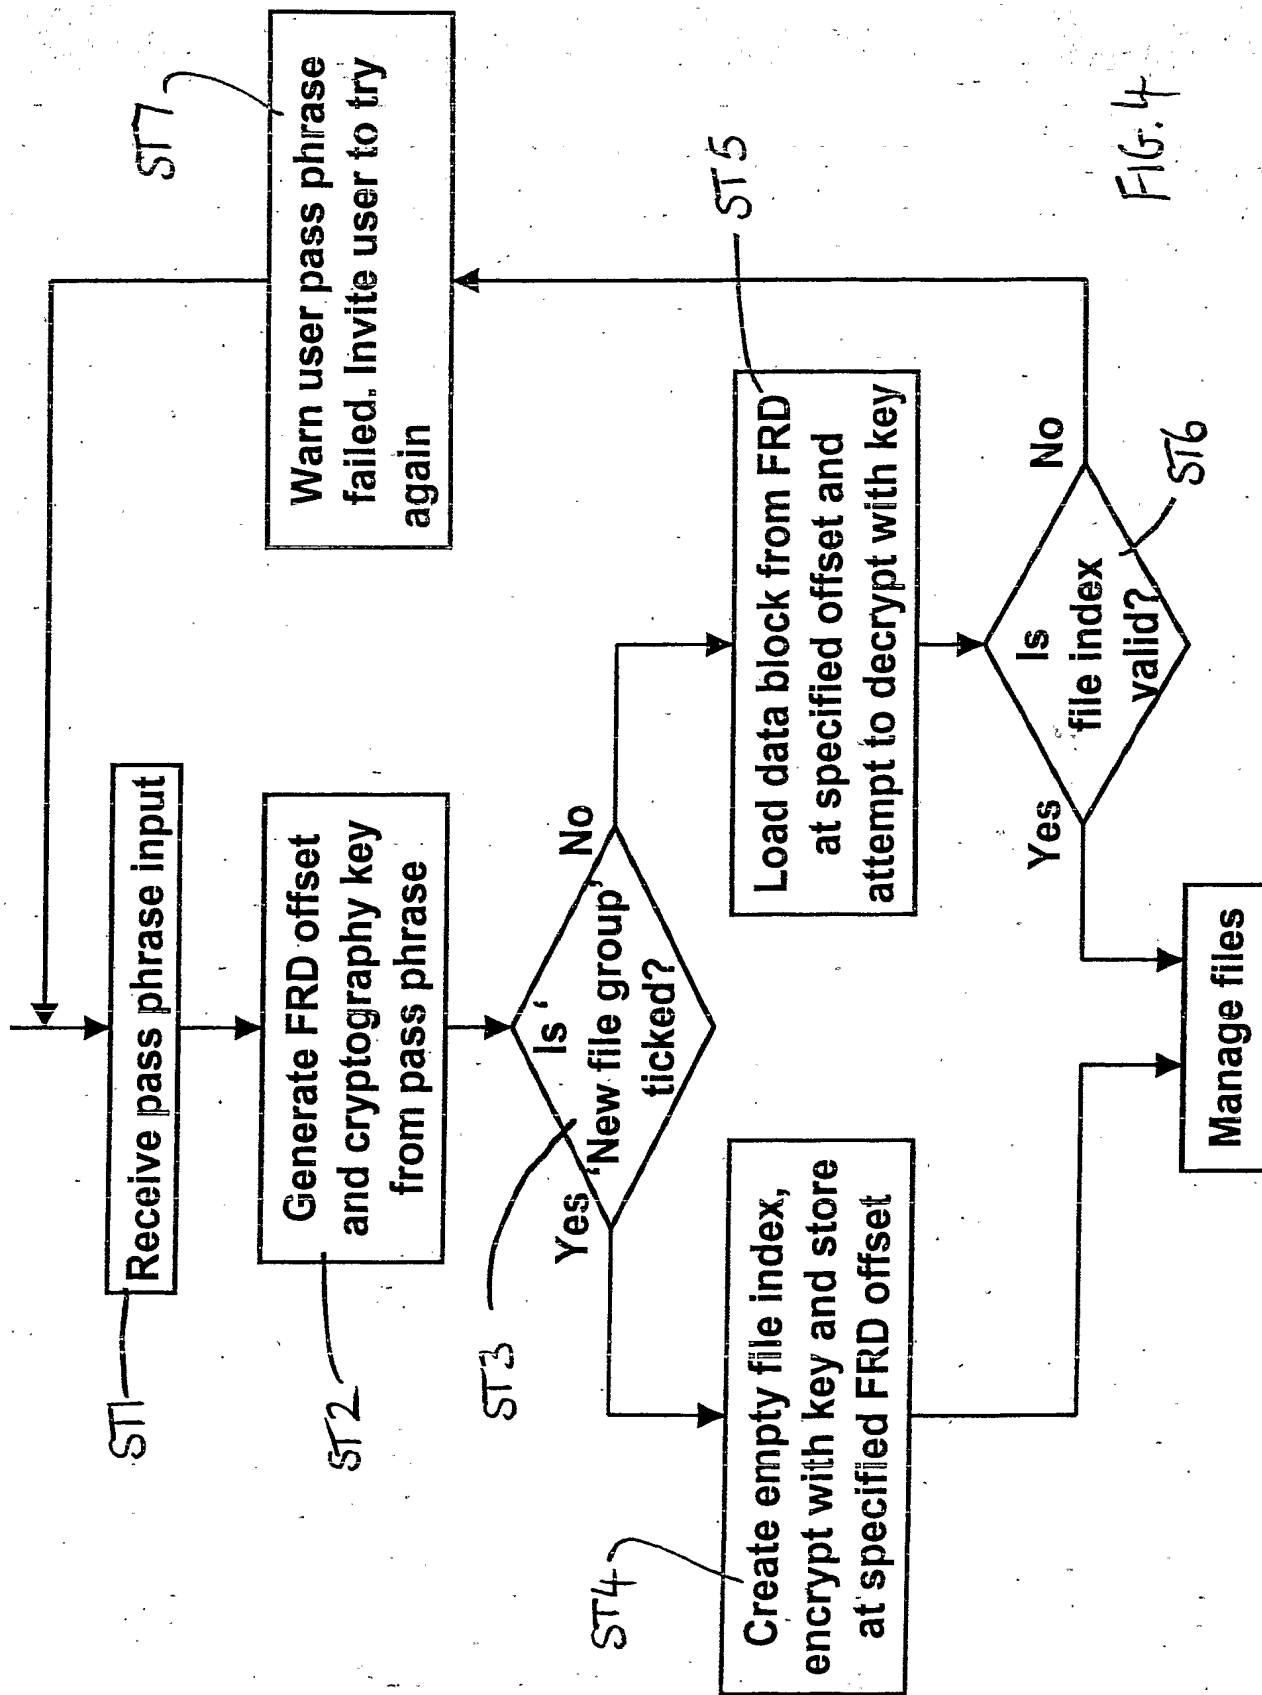 ST1
Receive pass phrase input
ST2
Generate FRD offset
and cryptography key
from pass phrase
ST3
Is '
'New file group'
ticked?
Yes
No
ST4
Create empty file index,
encrypt with key and store
at specified FRD offset
ST5
Load data block from FRD
at specified offset and
attempt to decrypt with key
ST6
Is
file index
valid?
Yes
No
ST7
Warn user pass phrase
failed. Invite user to try
again
Manage files
FIG. 4